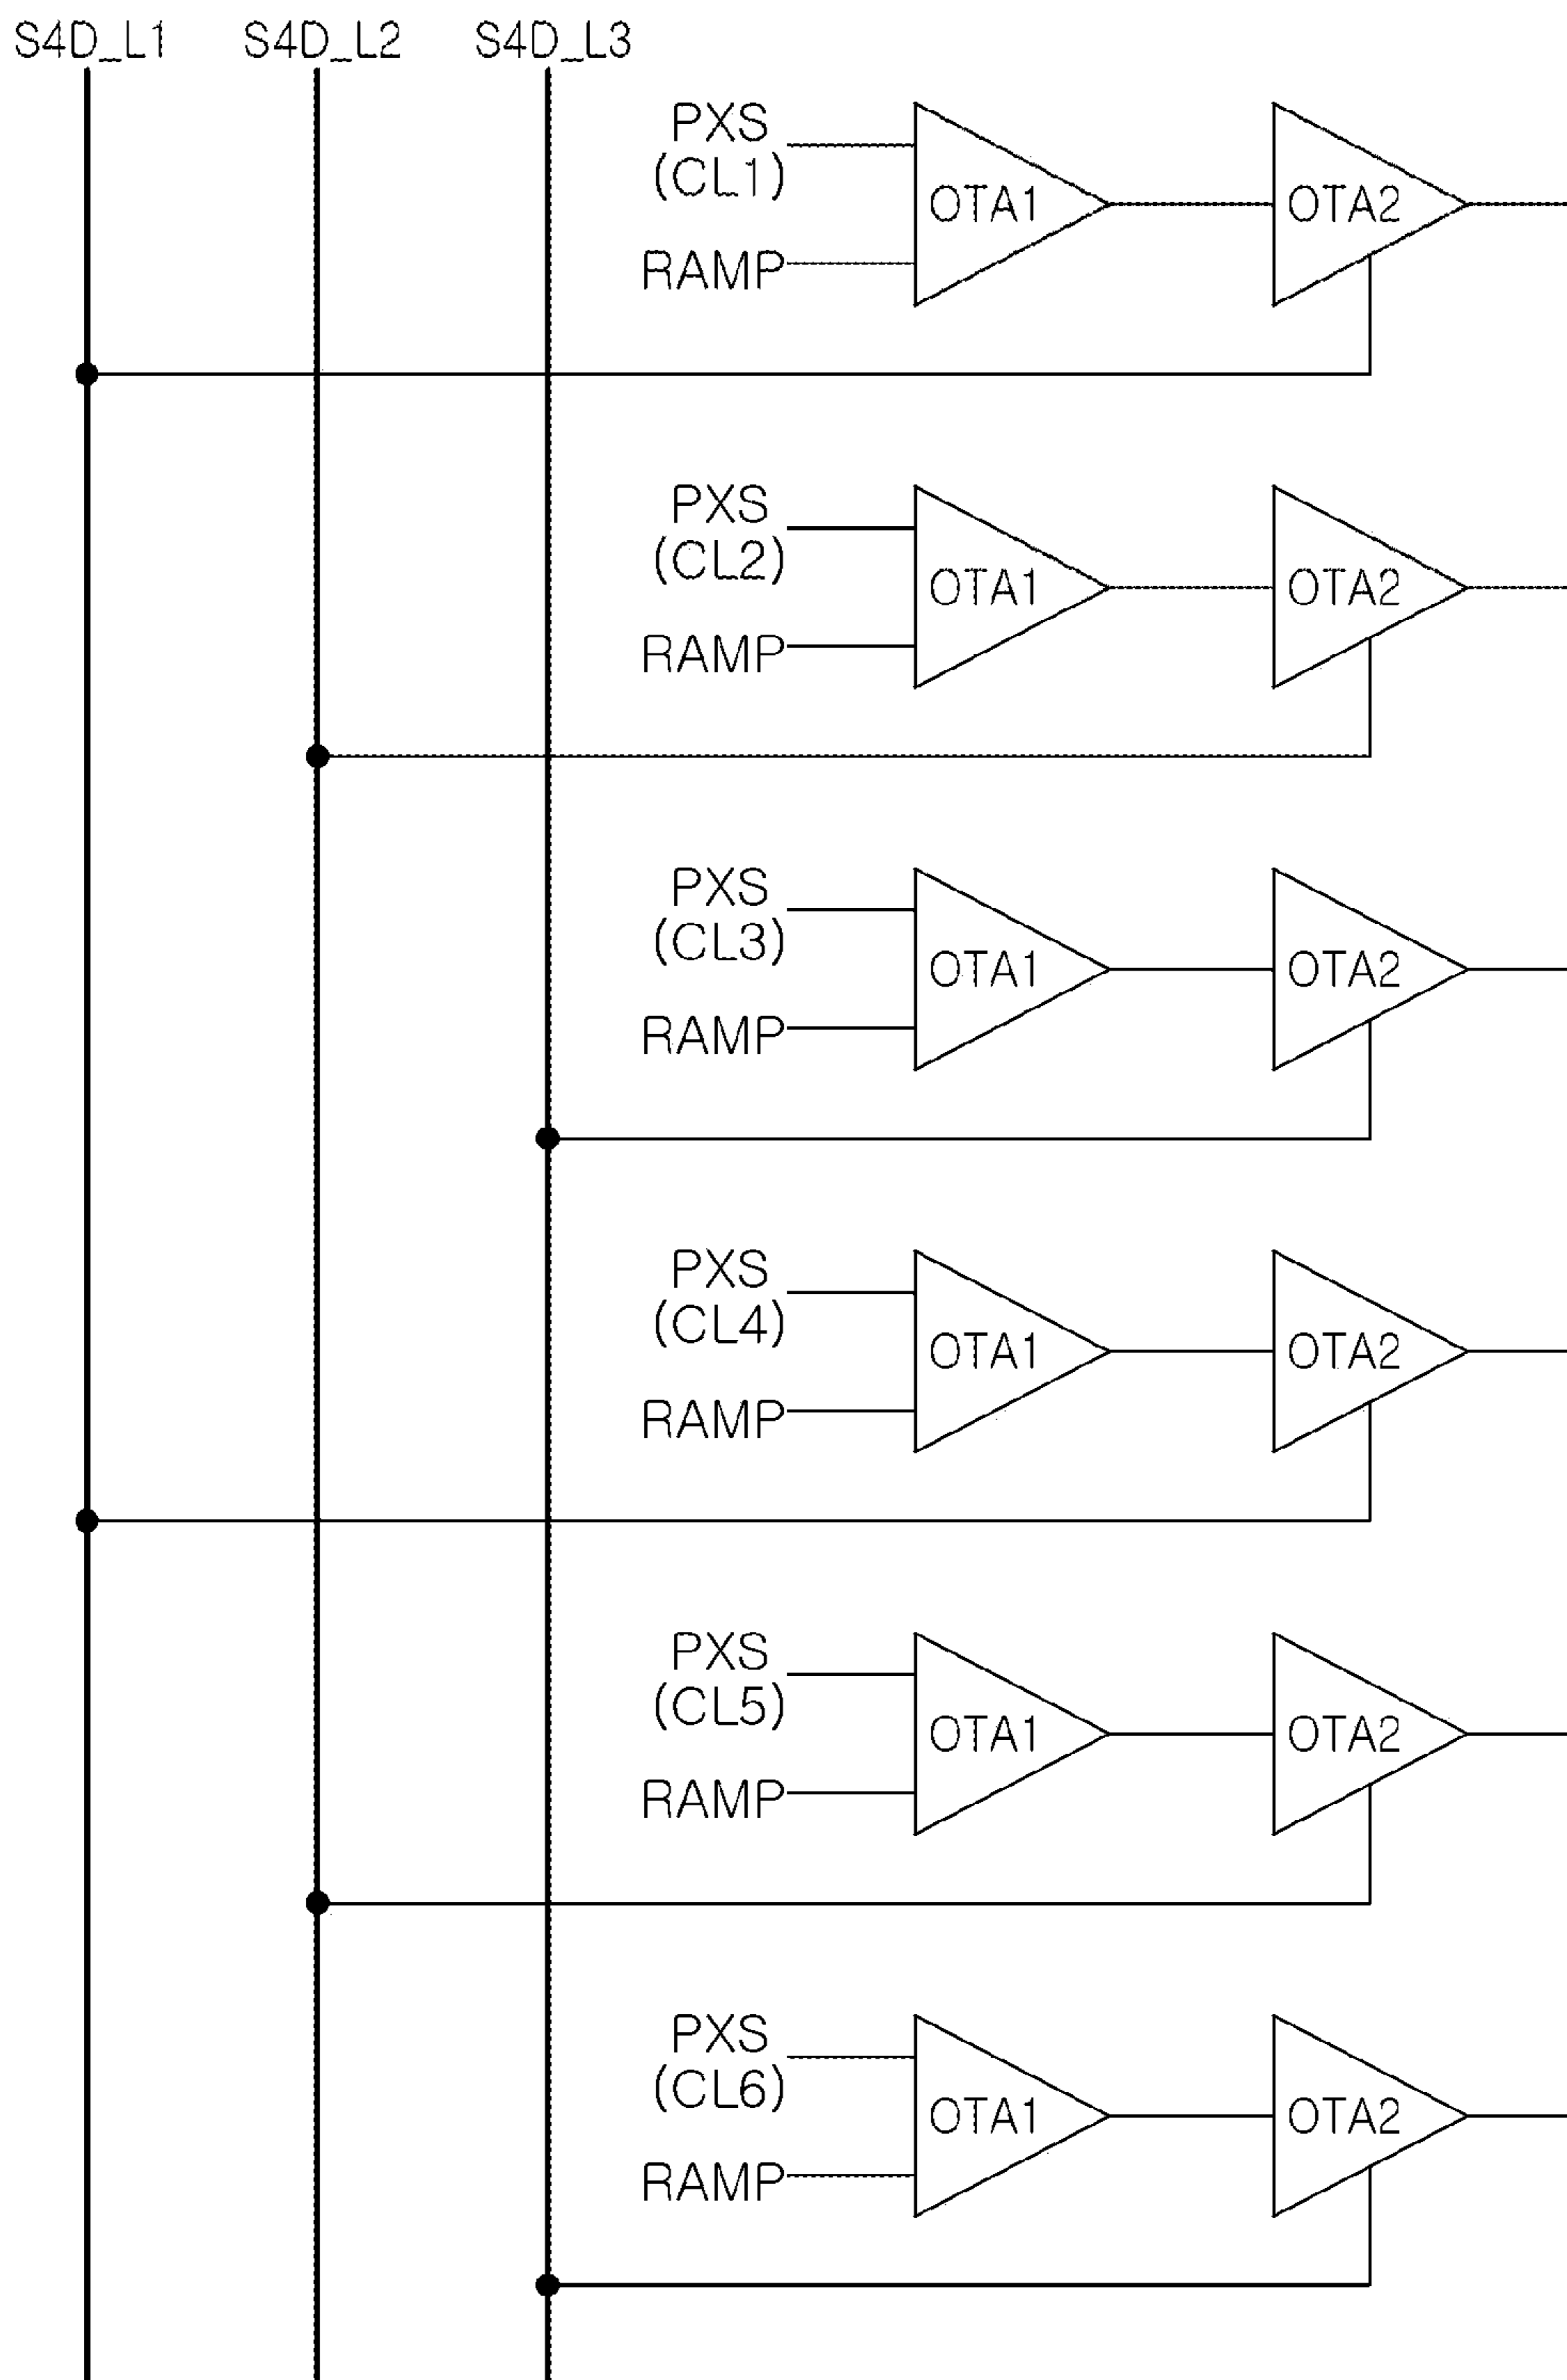 S4D_L1 S4D_L2 S4D_L3
PXS
(CL1)
OTA1 OTA2
RAMP
PXS
(CL2)
OTA1 OTA2
RAMP
PXS
(CL3)
OTA1 OTA2
RAMP
PXS
(CL4)
OTA1 OTA2
RAMP
PXS
(CL5)
OTA1 OTA2
RAMP
PXS
(CL6)
OTA1 OTA2
RAMP